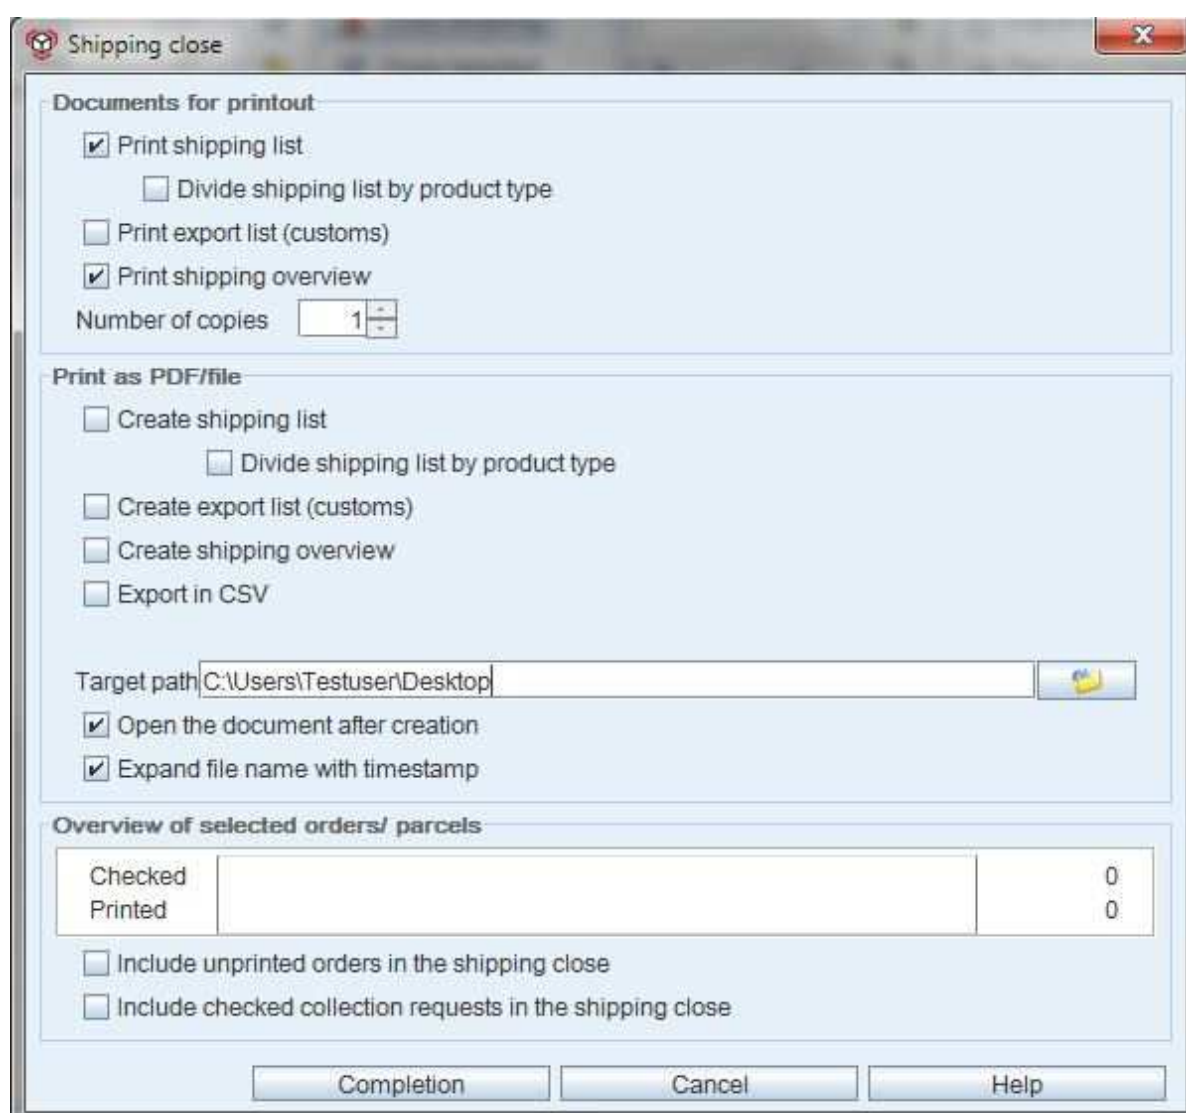 Shipping close
Documents for printout
Print shipping list
Divide shipping list by product type
Print export list (customs)
Print shipping overview
Number of copies 1
Print as PDF/file
Create shipping list
Divide shipping list by product type
Create export list (customs)
Create shipping overview
Export in CSV
Target path C:\Users\Testuser\Desktop
Open the document after creation
Expand file name with timestamp
Overview of selected orders/ parcels
Checked 0
Printed 0
Include unprinted orders in the shipping close
Include checked collection requests in the shipping close
Completion Cancel Help